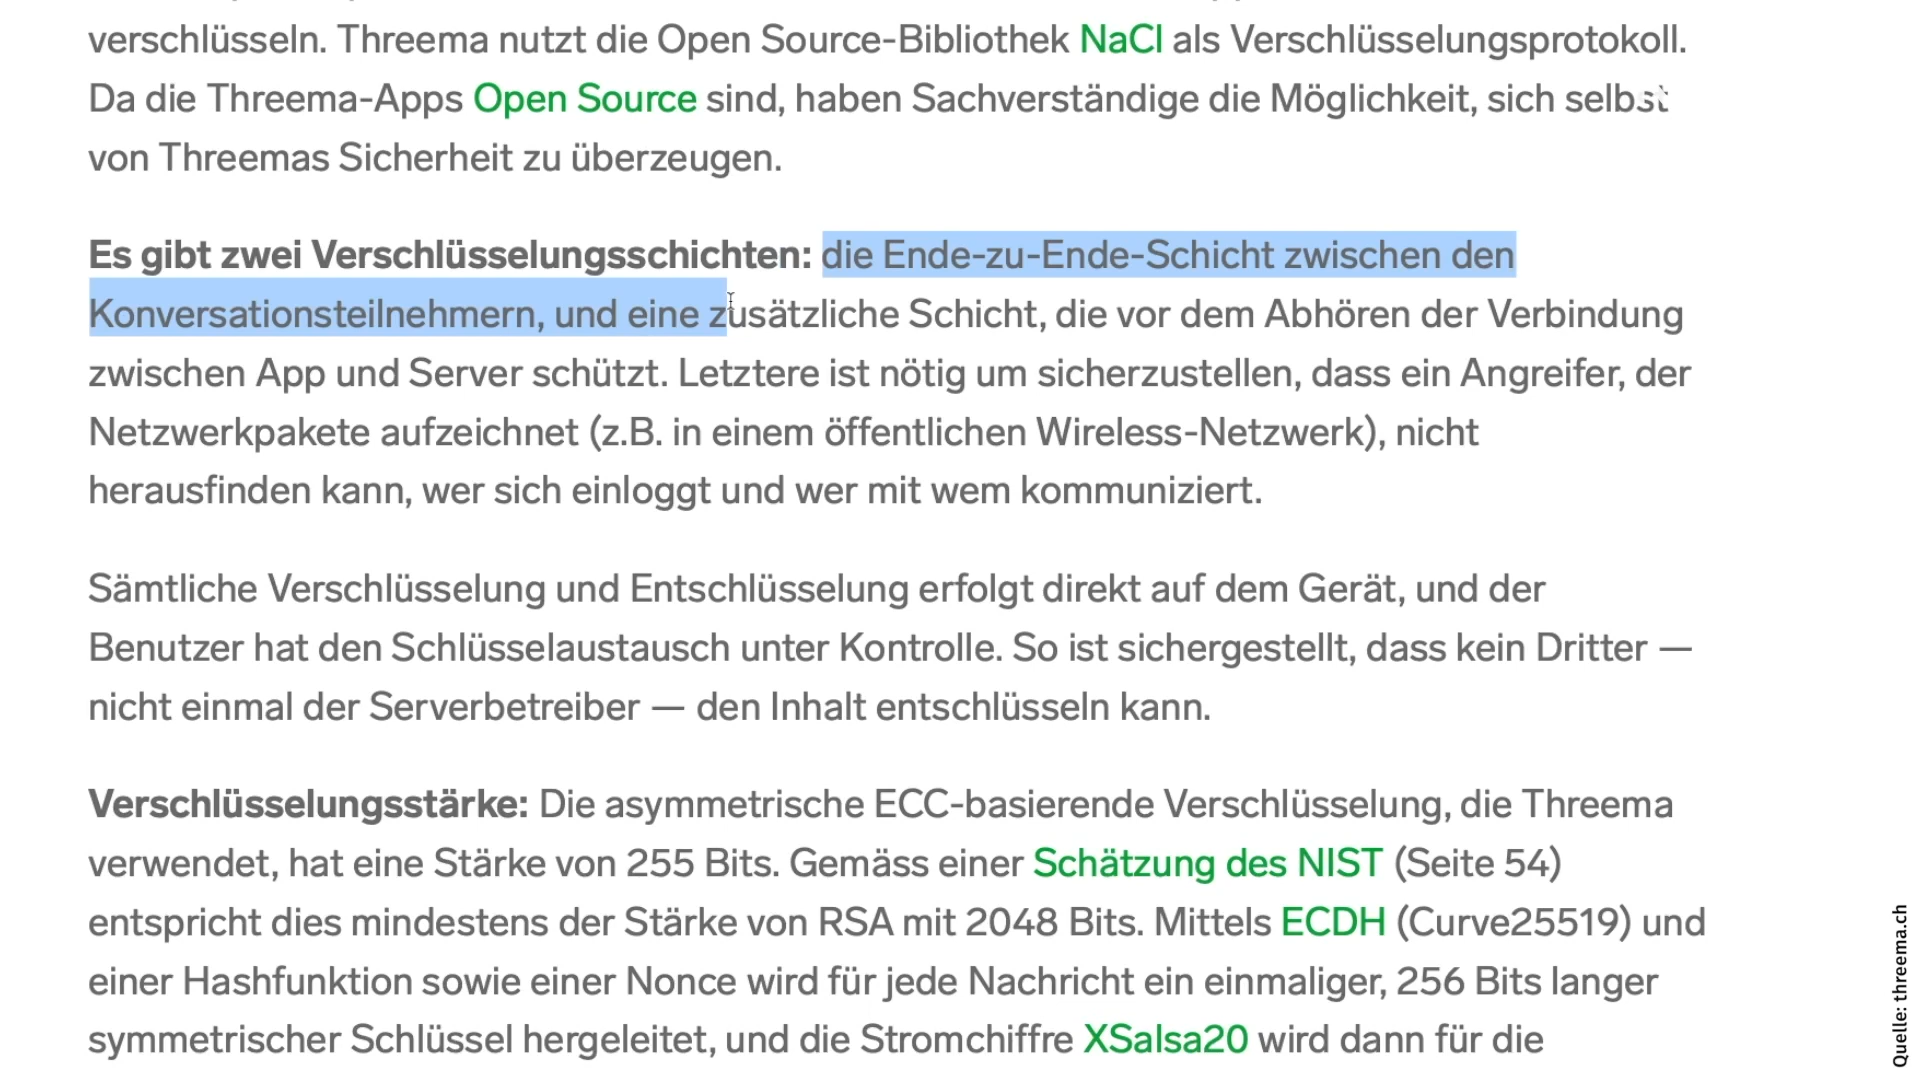 verschlüsseln. Threema nutzt die Open Source-Bibliothek NaCl als Verschlüsselungsprotokoll.
Da die Threema-Apps Open Source sind, haben Sachverständige die Möglichkeit, sich selbst
von Threemas Sicherheit zu überzeugen.
Es gibt zwei Verschlüsselungsschichten: die Ende-zu-Ende-Schicht zwischen den
Konversationsteilnehmern, und eine zusätzliche Schicht, die vor dem Abhören der Verbindung
zwischen App und Server schützt. Letztere ist nötig um sicherzustellen, dass ein Angreifer, der
Netzwerkpakete aufzeichnet (z.B. in einem öffentlichen Wireless-Netzwerk), nicht
herausfinden kann, wer sich einloggt und wer mit wem kommuniziert.
Sämtliche Verschlüsselung und Entschlüsselung erfolgt direkt auf dem Gerät, und der
Benutzer hat den Schlüsselaustausch unter Kontrolle. So ist sichergestellt, dass kein Dritter —
nicht einmal der Serverbetreiber — den Inhalt entschlüsseln kann.
Verschlüsselungsstärke: Die asymmetrische ECC-basierende Verschlüsselung, die Threema
verwendet, hat eine Stärke von 255 Bits. Gemäss einer Schätzung des NIST (Seite 54)
entspricht dies mindestens der Stärke von RSA mit 2048 Bits. Mittels ECDH (Curve25519) und
einer Hashfunktion sowie einer Nonce wird für jede Nachricht ein einmaliger, 256 Bits langer
symmetrischer Schlüssel hergeleitet, und die Stromchiffre XSalsa20 wird dann für die
Quelle: threema.ch